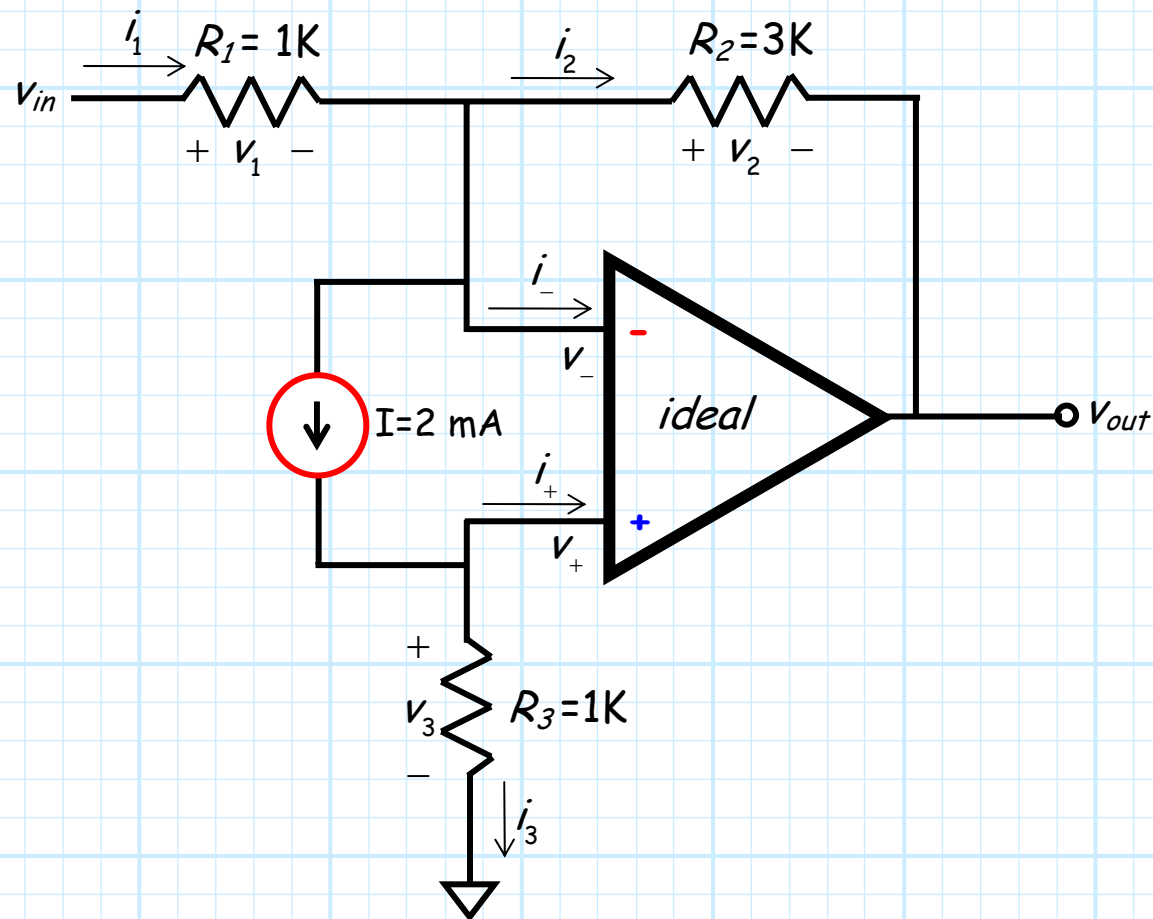 i₁
R₁= 1K
i₂
R₂=3K
vᵢₙ
+ v₁ −
+ v₂ −
i₋
-
v₋
I=2 mA
ideal
vₒᵤₜ
i₊
+
v₊
+
v₃
R₃=1K
−
i₃